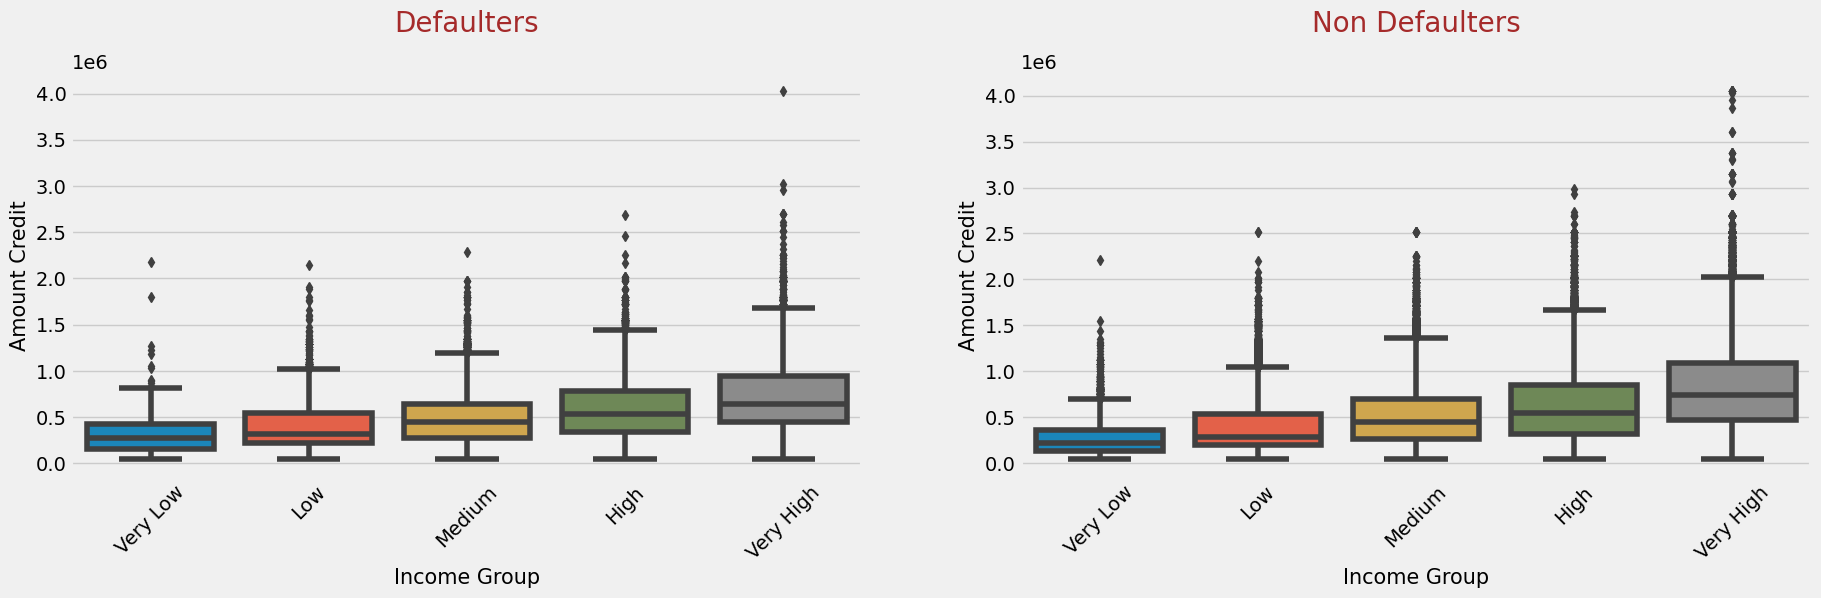 Defaulters
1e6
4.0
3.5
3.0
2.5
2.0
1.5
1.0
0.5
0.0
Amount Credit
Very Low
Low
Medium
High
Very High
Income Group
Non Defaulters
1e6
4.0
3.5
3.0
2.5
2.0
1.5
1.0
0.5
0.0
Amount Credit
Very Low
Low
Medium
High
Very High
Income Group